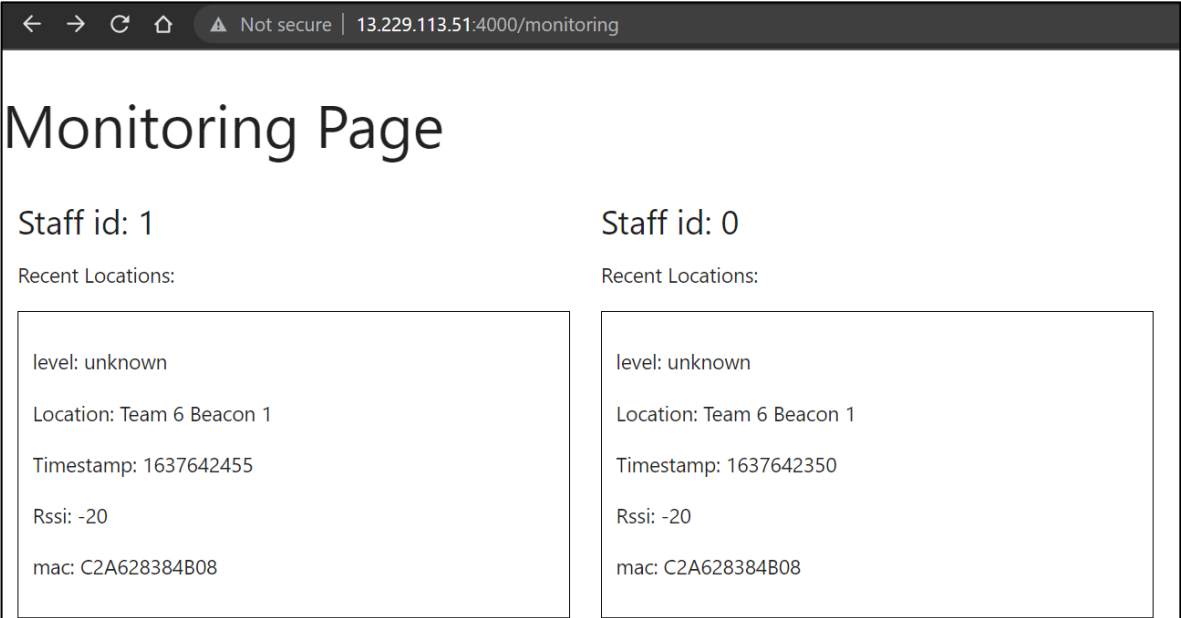 Not secure | 13.229.113.51:4000/monitoring
Monitoring Page
Staff id: 1
Recent Locations:
level: unknown
Location: Team 6 Beacon 1
Timestamp: 1637642455
Rssi: -20
mac: C2A628384B08
Staff id: 0
Recent Locations:
level: unknown
Location: Team 6 Beacon 1
Timestamp: 1637642350
Rssi: -20
mac: C2A628384B08